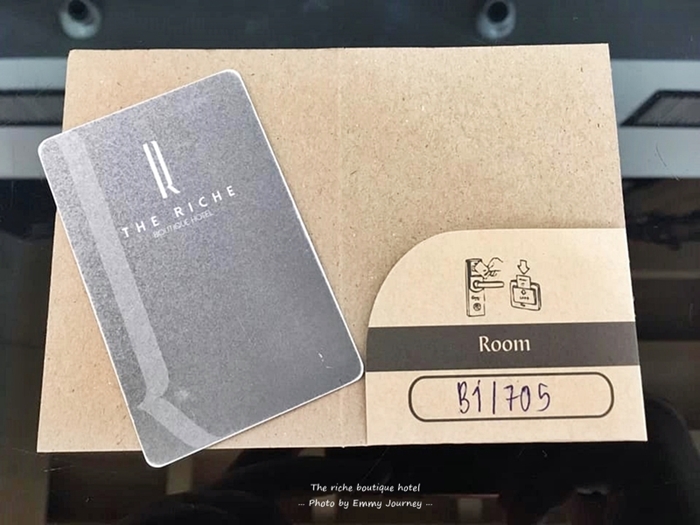 THE RICHE
BOUTIQUE HOTEL
Room
B1/705
The riche boutique hotel
... Photo by Emmy Journey ...